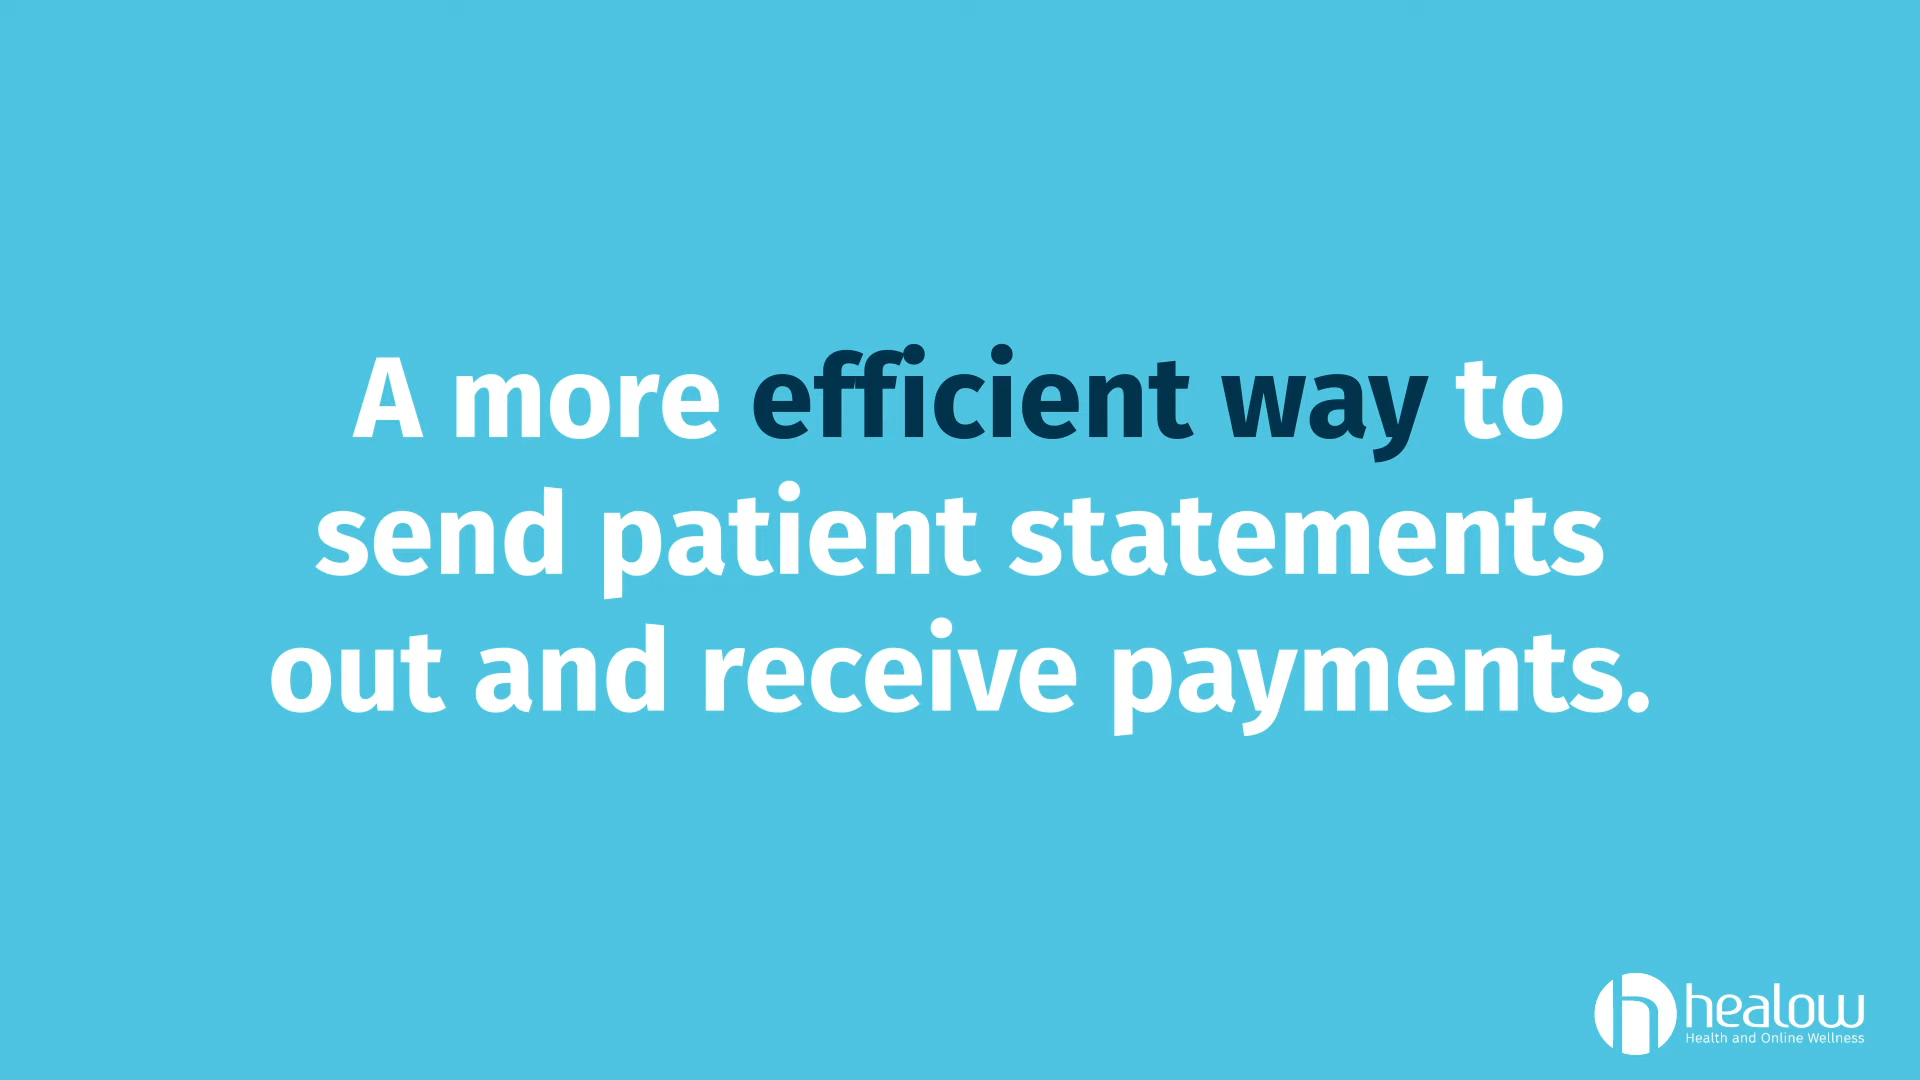 A more efficient way to
send patient statements
out and receive payments.
healow
Health and Online Wellness